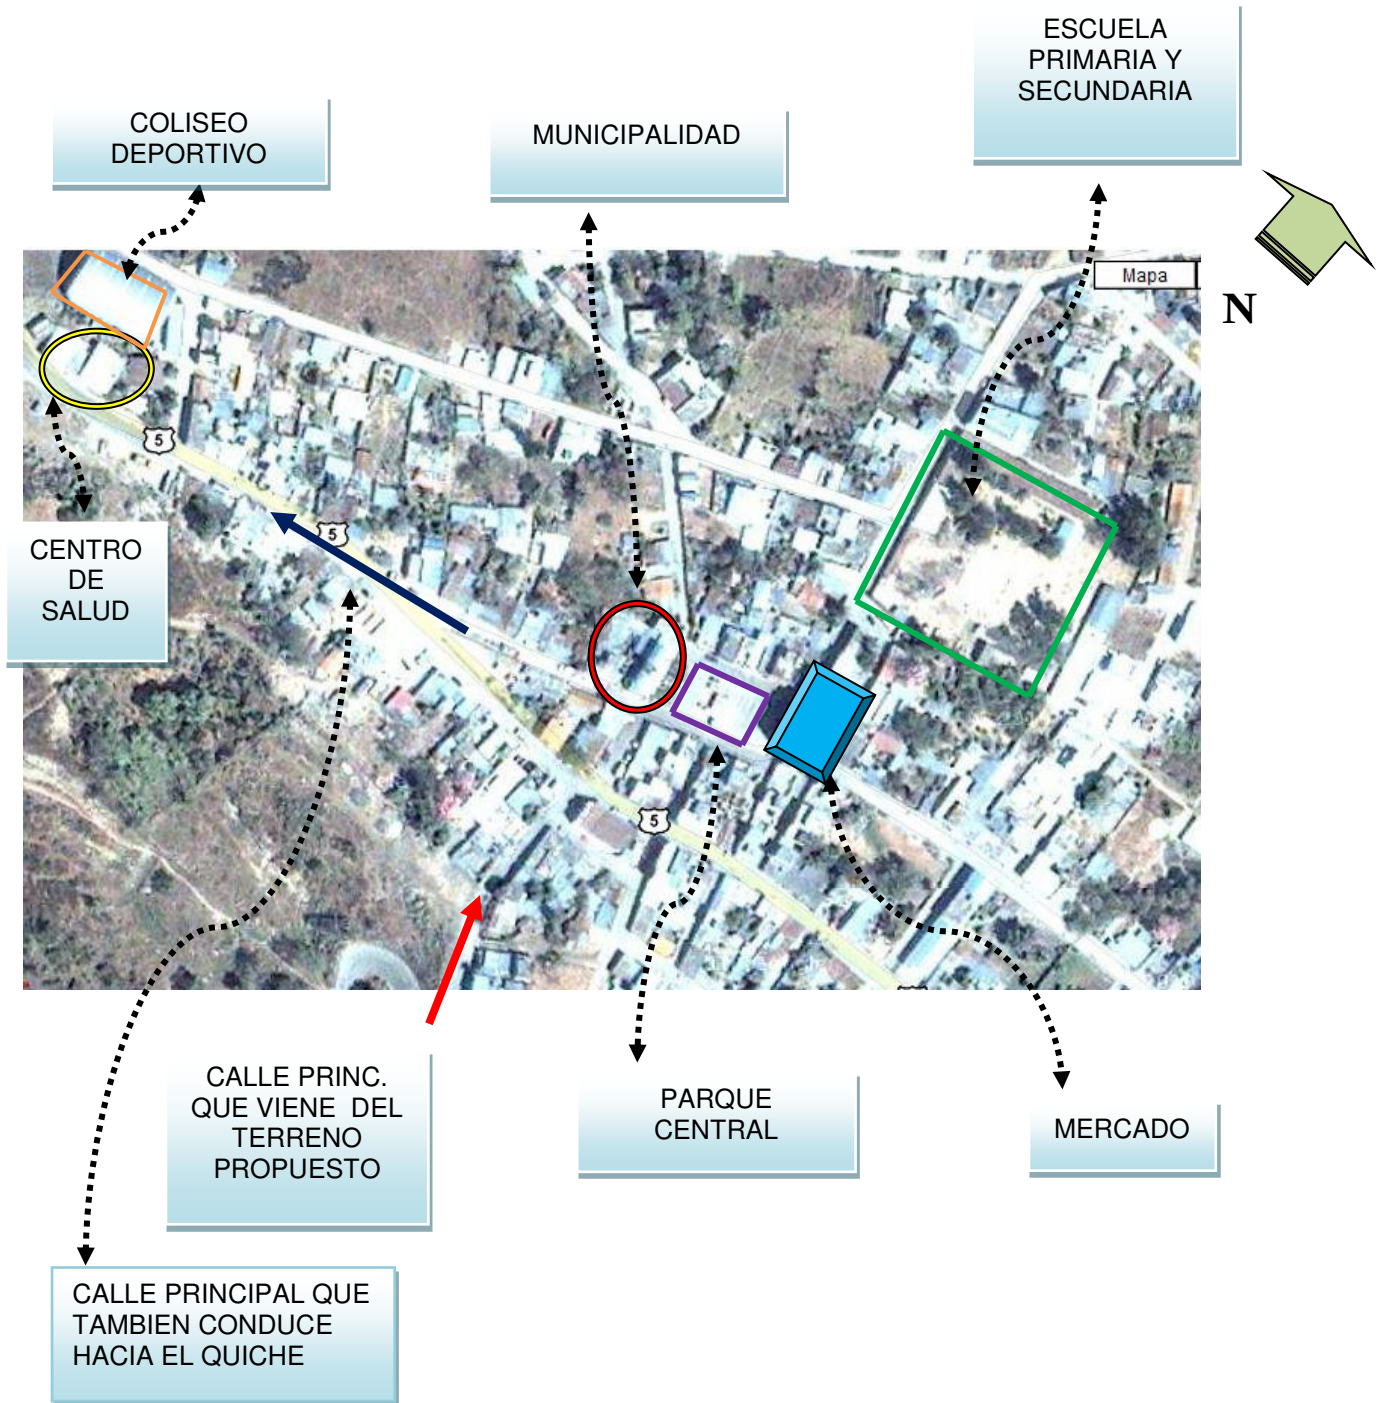 ESCUELA
PRIMARIA Y
SECUNDARIA
COLISEO
DEPORTIVO
MUNICIPALIDAD
Mapa
N
5
5
CENTRO
DE
SALUD
5
CALLE PRINC.
QUE VIENE DEL
TERRENO
PROPUESTO
PARQUE
CENTRAL
MERCADO
CALLE PRINCIPAL QUE
TAMBIEN CONDUCE
HACIA EL QUICHE